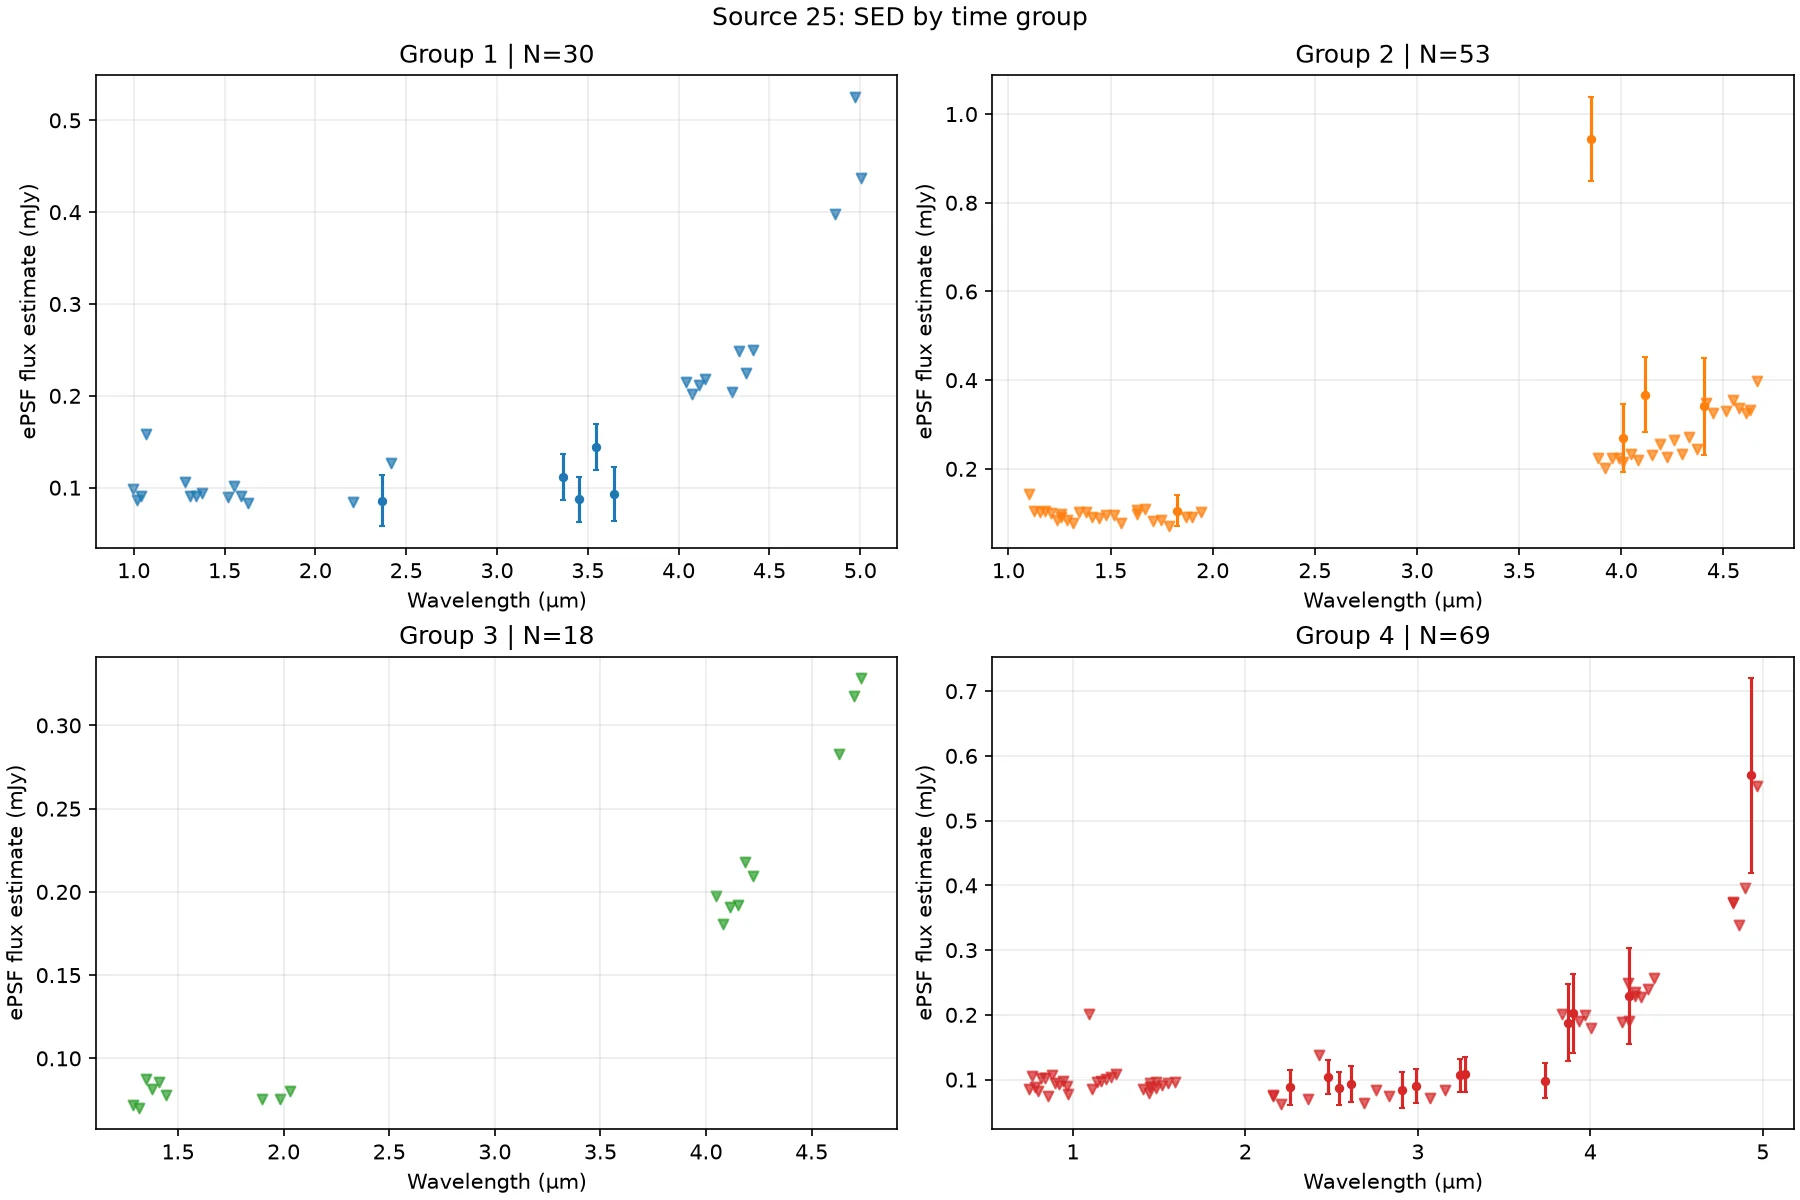 Source 25: SED by time group
Group 1 | N=30
ePSF flux estimate (mJy)
0.5
0.4
0.3
0.2
0.1
1.0 1.5 2.0 2.5 3.0 3.5 4.0 4.5 5.0
Wavelength (μm)
Group 2 | N=53
ePSF flux estimate (mJy)
1.0
0.8
0.6
0.4
0.2
1.0 1.5 2.0 2.5 3.0 3.5 4.0 4.5
Wavelength (μm)
Group 3 | N=18
ePSF flux estimate (mJy)
0.30
0.25
0.20
0.15
0.10
1.5 2.0 2.5 3.0 3.5 4.0 4.5
Wavelength (μm)
Group 4 | N=69
ePSF flux estimate (mJy)
0.7
0.6
0.5
0.4
0.3
0.2
0.1
1 2 3 4 5
Wavelength (μm)